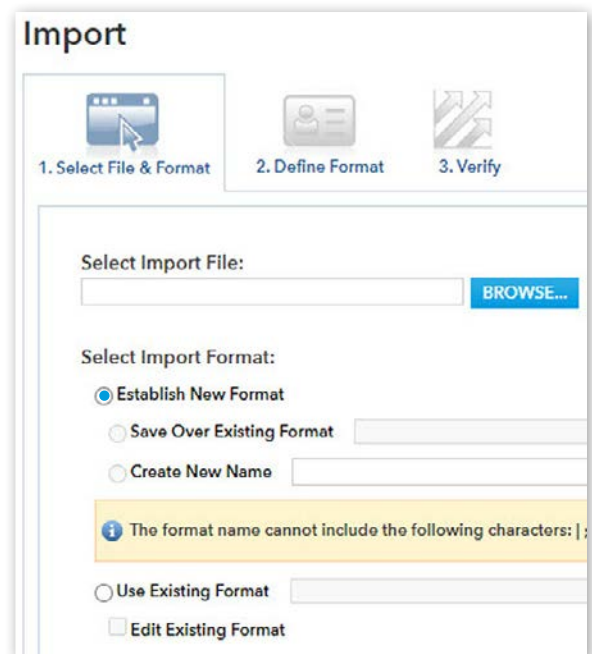 Import
1. Select File & Format 2. Define Format 3. Verify
Select Import File:
BROWSE...
Select Import Format:
Establish New Format
Save Over Existing Format
Create New Name
The format name cannot include the following characters: | ;
Use Existing Format
Edit Existing Format